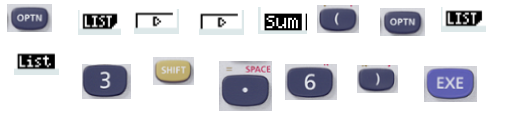 OPTN LIST ▷ ▷ Sum ( OPTN LIST
List 3 SHIFT = SPACE . 6 ) EXE